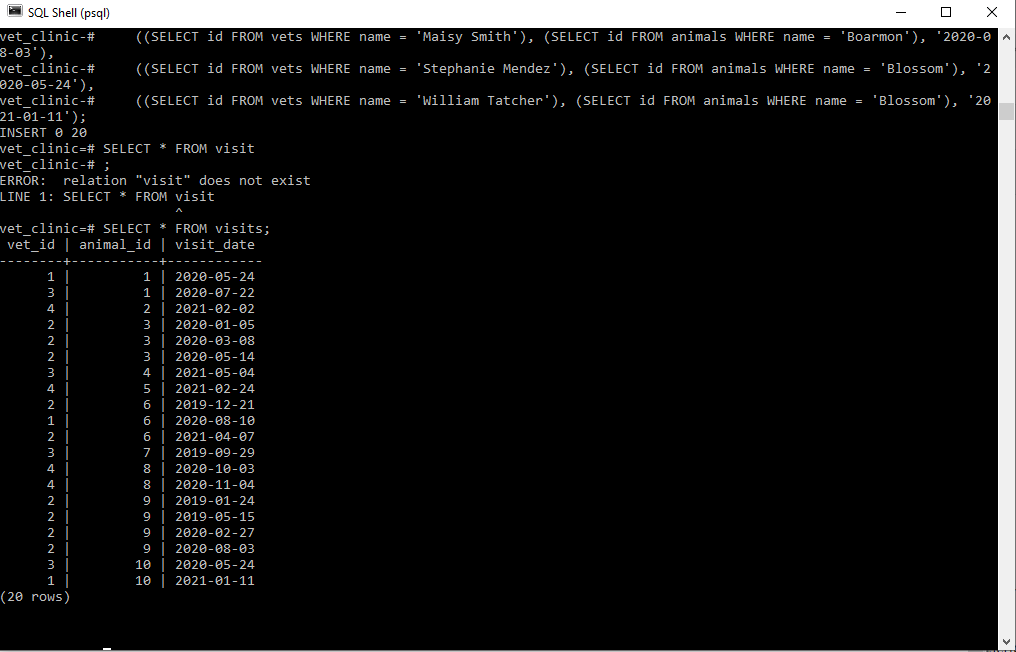 SQL Shell (psql)
vet_clinic-#     ((SELECT id FROM vets WHERE name = 'Maisy Smith'), (SELECT id FROM animals WHERE name = 'Boarmon'), '2020-0
8-03'),
vet_clinic-#     ((SELECT id FROM vets WHERE name = 'Stephanie Mendez'), (SELECT id FROM animals WHERE name = 'Blossom'), '2
020-05-24'),
vet_clinic-#     ((SELECT id FROM vets WHERE name = 'William Tatcher'), (SELECT id FROM animals WHERE name = 'Blossom'), '20
21-01-11');
INSERT 0 20
vet_clinic=# SELECT * FROM visit
vet_clinic-# ;
ERROR:  relation "visit" does not exist
LINE 1: SELECT * FROM visit
                      ^
vet_clinic=# SELECT * FROM visits;
 vet_id | animal_id | visit_date
--------+-----------+------------
      1 |         1 | 2020-05-24
      3 |         1 | 2020-07-22
      4 |         2 | 2021-02-02
      2 |         3 | 2020-01-05
      2 |         3 | 2020-03-08
      2 |         3 | 2020-05-14
      3 |         4 | 2021-05-04
      4 |         5 | 2021-02-24
      2 |         6 | 2019-12-21
      1 |         6 | 2020-08-10
      2 |         6 | 2021-04-07
      3 |         7 | 2019-09-29
      4 |         8 | 2020-10-03
      4 |         8 | 2020-11-04
      2 |         9 | 2019-01-24
      2 |         9 | 2019-05-15
      2 |         9 | 2020-02-27
      2 |         9 | 2020-08-03
      3 |        10 | 2020-05-24
      1 |        10 | 2021-01-11
(20 rows)